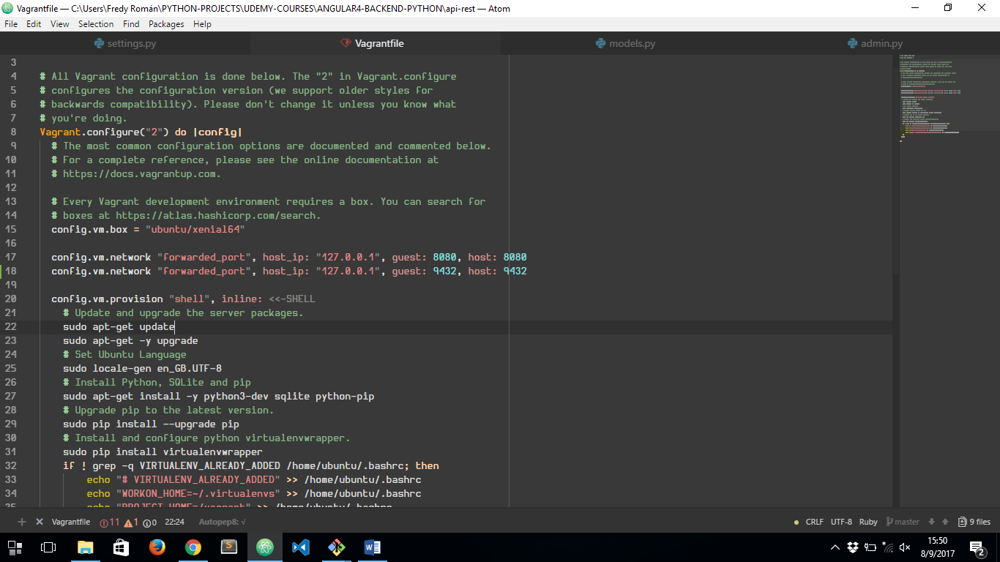 Vagrantfile — C:\Users\Fredy Román\PYTHON-PROJECTS\UDEMY-COURSES\ANGULAR4-BACKEND-PYTHON\api-rest — Atom
File Edit View Selection Find Packages Help
settings.py Vagrantfile models.py admin.py
3
4 # All Vagrant configuration is done below. The "2" in Vagrant.configure
5 # configures the configuration version (we support older styles for
6 # backwards compatibility). Please don't change it unless you know what
7 # you're doing.
8 Vagrant.configure("2") do |config|
9 # The most common configuration options are documented and commented below.
10 # For a complete reference, please see the online documentation at
11 # https://docs.vagrantup.com.
12
13 # Every Vagrant development environment requires a box. You can search for
14 # boxes at https://atlas.hashicorp.com/search.
15 config.vm.box = "ubuntu/xenial64"
16
17 config.vm.network "forwarded_port", host_ip: "127.0.0.1", guest: 8080, host: 8080
18 config.vm.network "forwarded_port", host_ip: "127.0.0.1", guest: 9432, host: 9432
19
20 config.vm.provision "shell", inline: <<-SHELL
21 # Update and upgrade the server packages.
22 sudo apt-get update
23 sudo apt-get -y upgrade
24 # Set Ubuntu Language
25 sudo locale-gen en_GB.UTF-8
26 # Install Python, SQLite and pip
27 sudo apt-get install -y python3-dev sqlite python-pip
28 # Upgrade pip to the latest version.
29 sudo pip install --upgrade pip
30 # Install and configure python virtualenvwrapper.
31 sudo pip install virtualenvwrapper
32 if ! grep -q VIRTUALENV_ALREADY_ADDED /home/ubuntu/.bashrc; then
33 echo "# VIRTUALENV_ALREADY_ADDED" >> /home/ubuntu/.bashrc
34 echo "WORKON_HOME=~/.virtualenvs" >> /home/ubuntu/.bashrc
35 echo "PROJECT_HOME=/vagrant" >> /home/ubuntu/.bashrc
Vagrantfile 11 1 0 22:24 Autopep8: √ CRLF UTF-8 Ruby master 9 files
15:50
8/9/2017
2